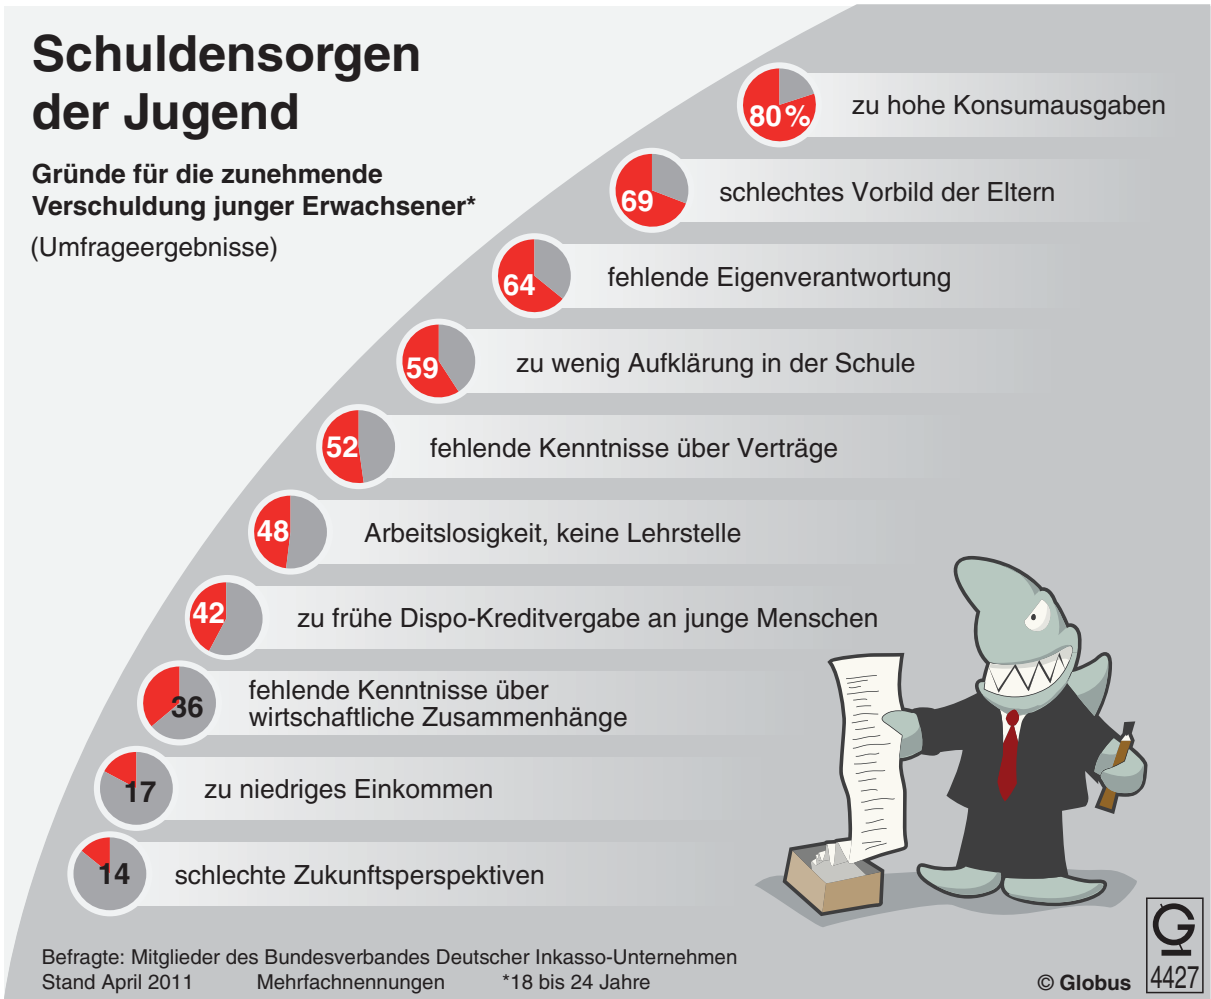 Schuldensorgen
der Jugend
Gründe für die zunehmende
Verschuldung junger Erwachsener*
(Umfrageergebnisse)
80 % zu hohe Konsumausgaben
69 schlechtes Vorbild der Eltern
64 fehlende Eigenverantwortung
59 zu wenig Aufklärung in der Schule
52 fehlende Kenntnisse über Verträge
48 Arbeitslosigkeit, keine Lehrstelle
42 zu frühe Dispo-Kreditvergabe an junge Menschen
36 fehlende Kenntnisse über
wirtschaftliche Zusammenhänge
17 zu niedriges Einkommen
14 schlechte Zukunftsperspektiven
Befragte: Mitglieder des Bundesverbandes Deutscher Inkasso-Unternehmen
Stand April 2011 Mehrfachnennungen *18 bis 24 Jahre
© Globus
G
4427